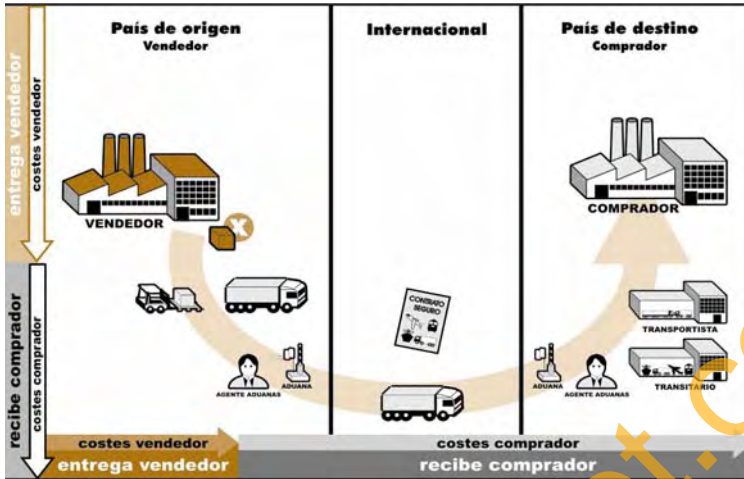 País de origen
Vendedor
Internacional
País de destino
Comprador
entrega vendedor
costes vendedor
VENDEDOR
X
COMPRADOR
CONTRATO
SEGURO
TRANSPORTISTA
AGENTE ADUANAS
ADUANA
ADUANA
AGENTE ADUANAS
TRANSITARIO
recibe comprador
costes comprador
costes vendedor
costes comprador
entrega vendedor
recibe comprador